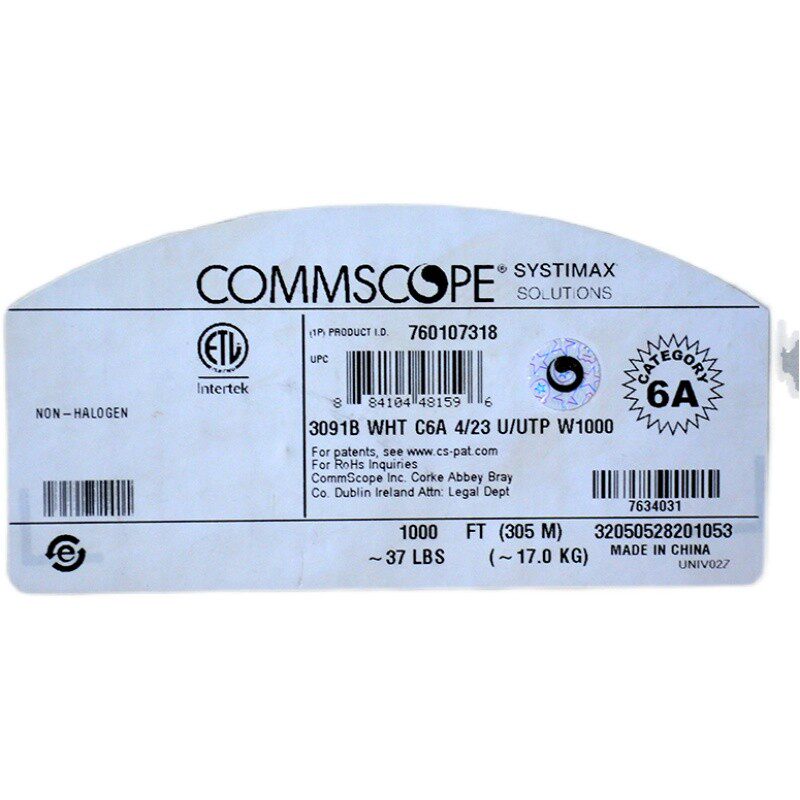 COMMSCOPE® SYSTIMAX
SOLUTIONS
ETL
Intertek
NON-HALOGEN
(1P) PRODUCT I.D. 760107318
UPC
8 84104 48159 6
CATEGORY
6A
3091B WHT C6A 4/23 U/UTP W1000
For patents, see www.cs-pat.com
For RoHs Inquiries
CommScope Inc. Corke Abbey Bray
Co. Dublin Ireland Attn: Legal Dept
7634031
e
1000 FT (305 M) 32050528201053
~37 LBS (~17.0 KG) MADE IN CHINA
UNIV027